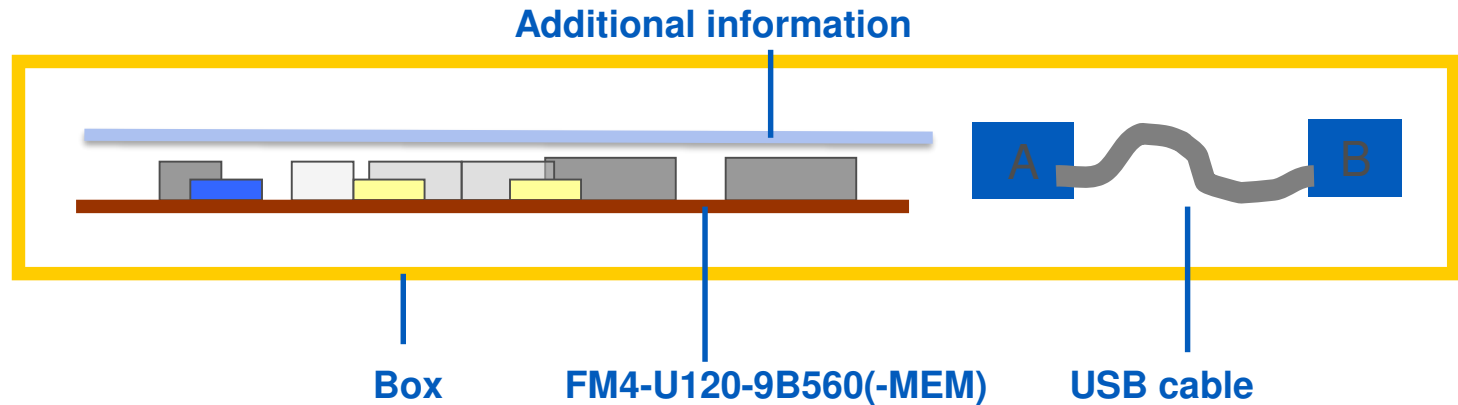 Additional information
A
B
Box
FM4-U120-9B560(-MEM)
USB cable